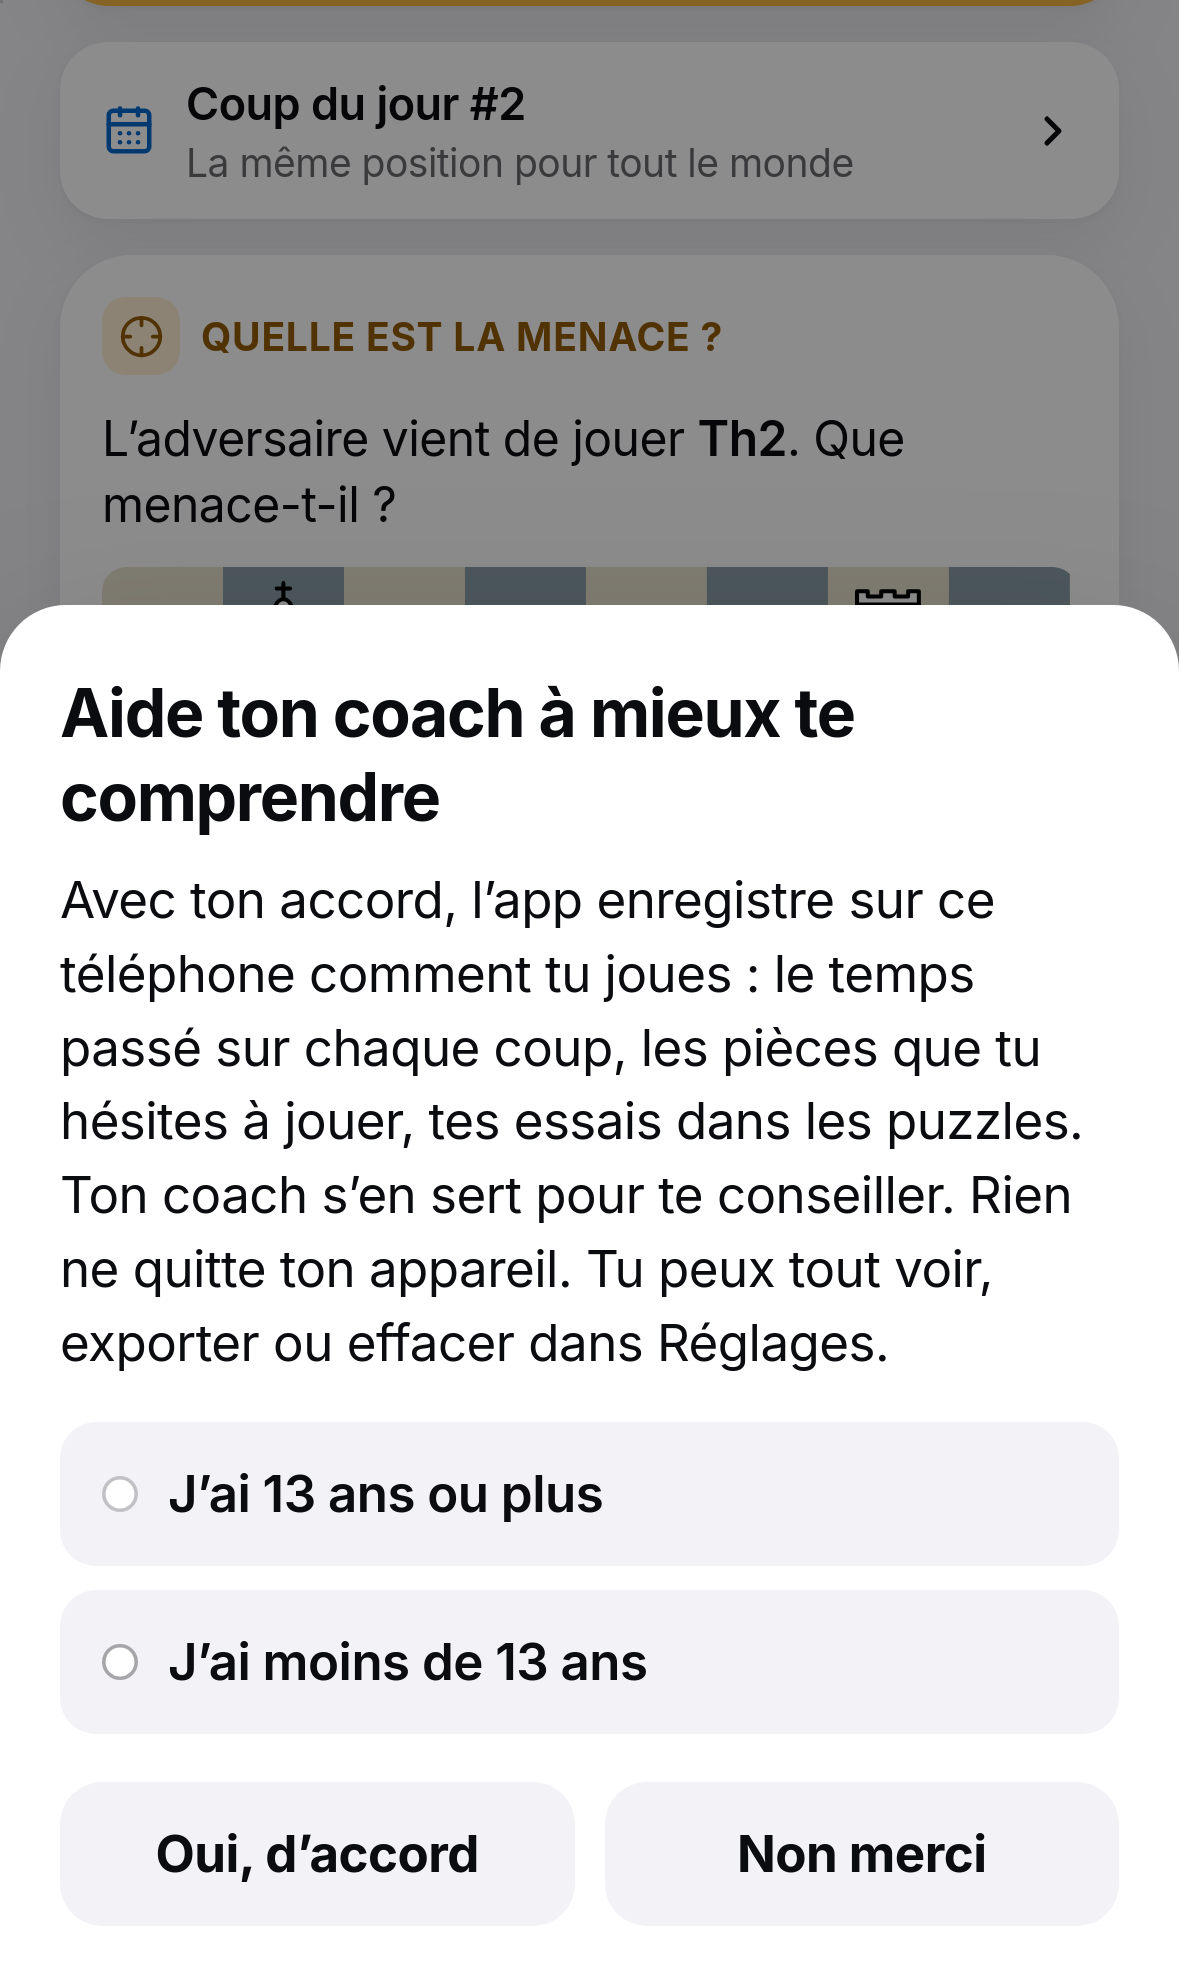 Coup du jour #2
La même position pour tout le monde
QUELLE EST LA MENACE ?
L’adversaire vient de jouer Th2. Que
menace-t-il ?
Aide ton coach à mieux te
comprendre
Avec ton accord, l’app enregistre sur ce
téléphone comment tu joues : le temps
passé sur chaque coup, les pièces que tu
hésites à jouer, tes essais dans les puzzles.
Ton coach s’en sert pour te conseiller. Rien
ne quitte ton appareil. Tu peux tout voir,
exporter ou effacer dans Réglages.
J’ai 13 ans ou plus
J’ai moins de 13 ans
Oui, d’accord
Non merci